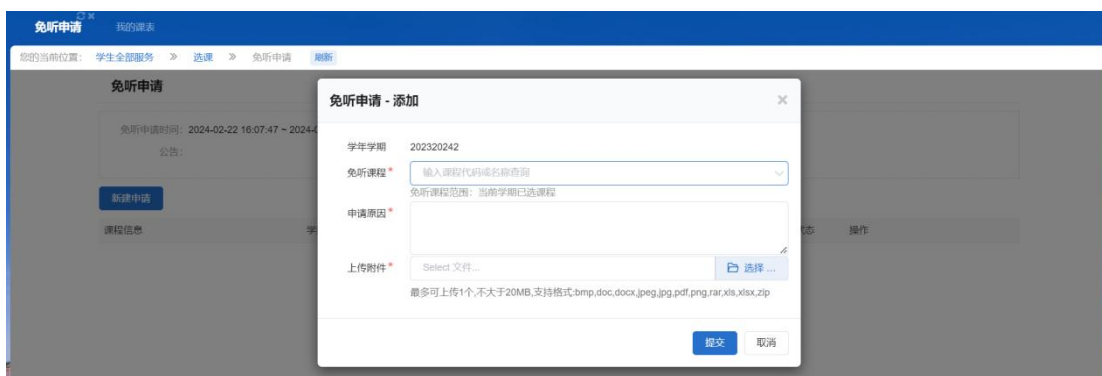 免听申请
我的课表
您的当前位置: 学生全部服务 » 选课 » 免听申请 刷新
免听申请
免听申请时间: 2024-02-22 16:07:47 ~ 2024-
公告:
新建申请
课程信息
操作
免听申请 - 添加
学年学期 202320242
免听课程* 输入课程代码或名称查询
免听课程范围: 当前学期已选课程
申请原因*
上传附件* Select 文件... 选择 ...
最多可上传1个,不大于20MB,支持格式:bmp,doc,docx,jpeg,jpg,pdf,png,rar,xls,xlsx,zip
提交 取消